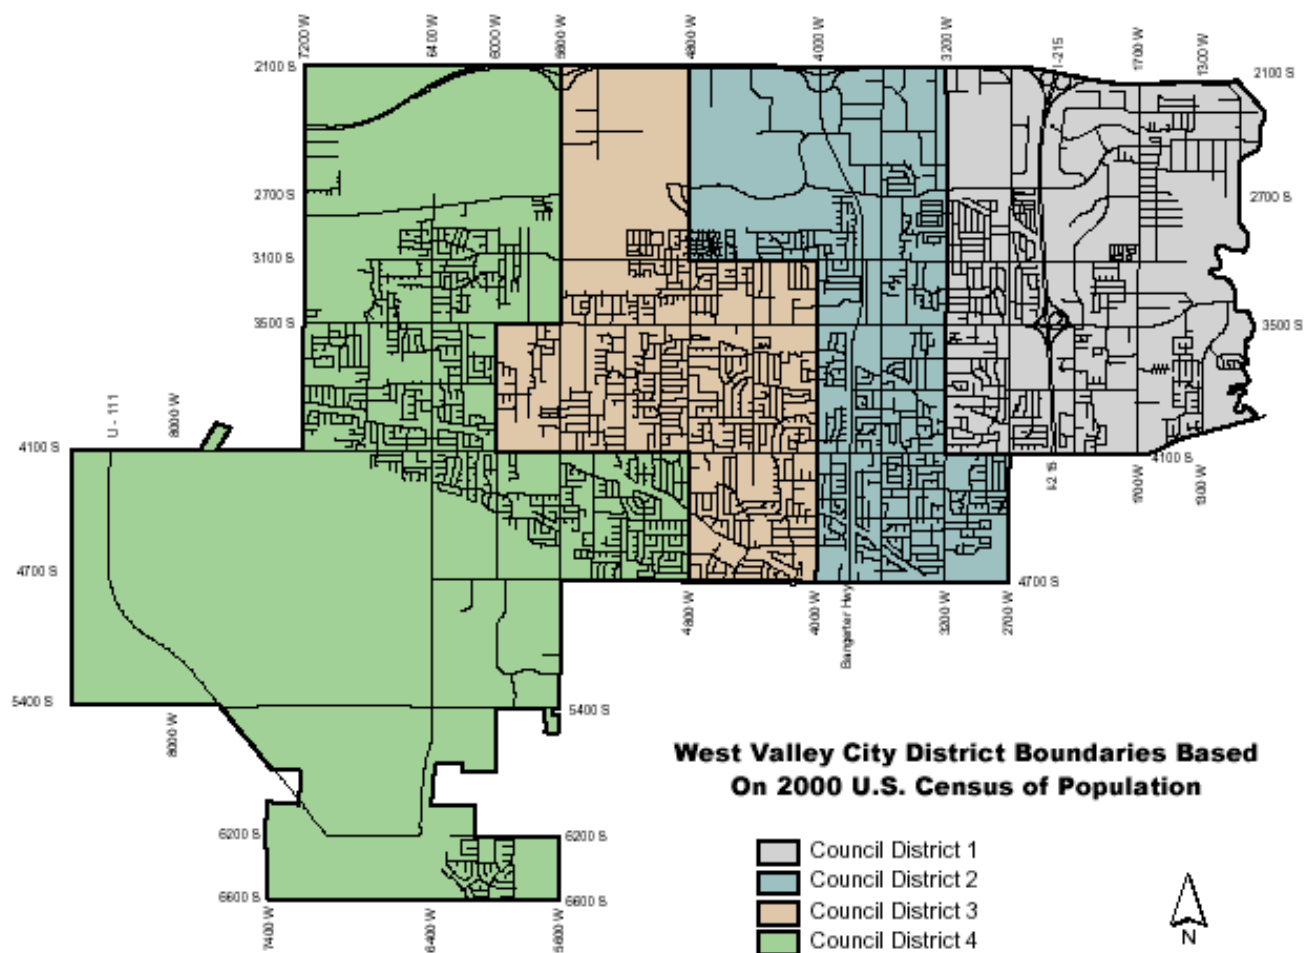 7200 W
6400 W
6000 W
5600 W
4800 W
4000 W
3200 W
I-215
1700 W
1300 W
2100 S
2100 S
2700 S
2700 S
3100 S
3500 S
3500 S
U - 111
8000 W
4100 S
4100 S
I-215
1700 W
1300 W
4700 S
4700 S
4800 W
4000 W
Bangerter Hwy
3200 W
2700 W
5400 S
5400 S
8000 W
West Valley City District Boundaries Based
On 2000 U.S. Census of Population
6200 S
6200 S
Council District 1
Council District 2
6600 S
6600 S
Council District 3
7400 W
6400 W
5600 W
Council District 4
N